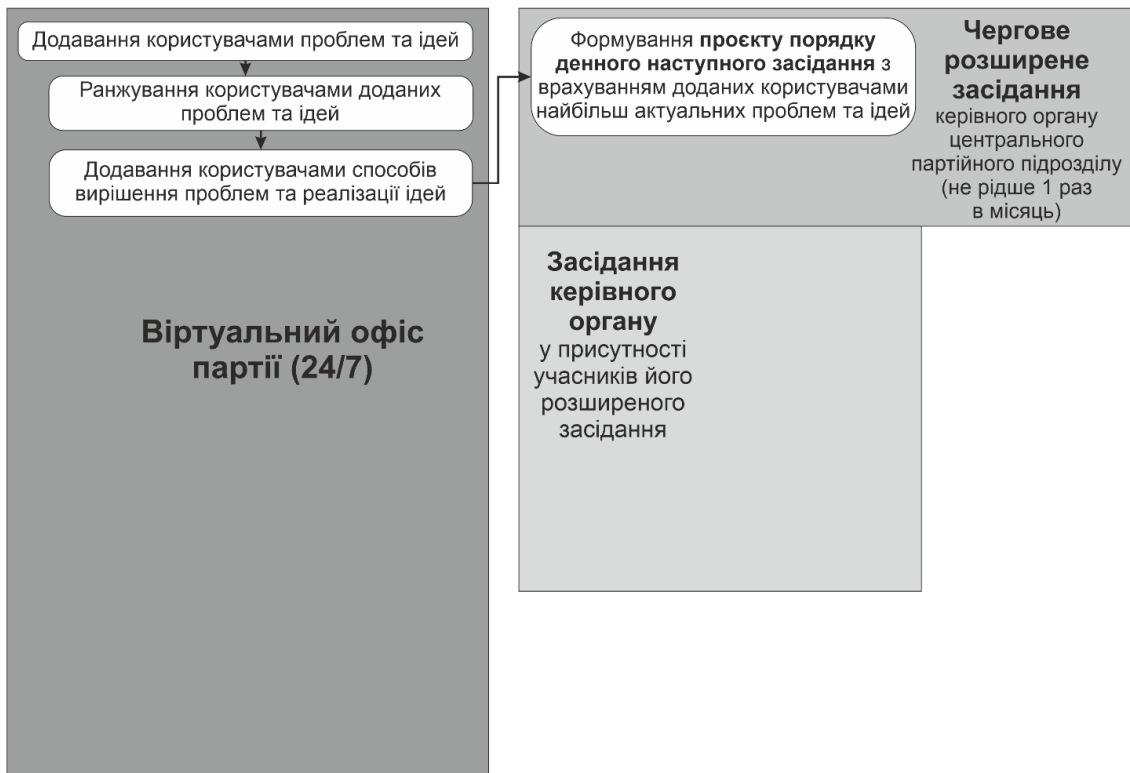 Додавання користувачами проблем та ідей
Ранжування користувачами доданих
проблем та ідей
Додавання користувачами способів
вирішення проблем та реалізації ідей
Віртуальний офіс
партії (24/7)
Формування проєкту порядку
денного наступного засідання з
врахуванням доданих користувачами
найбільш актуальних проблем та ідей
Чергове
розширене
засідання
керівного органу
центрального
партійного підрозділу
(не рідше 1 раз
в місяць)
Засідання
керівного
органу
у присутності
учасників його
розширеного
засідання